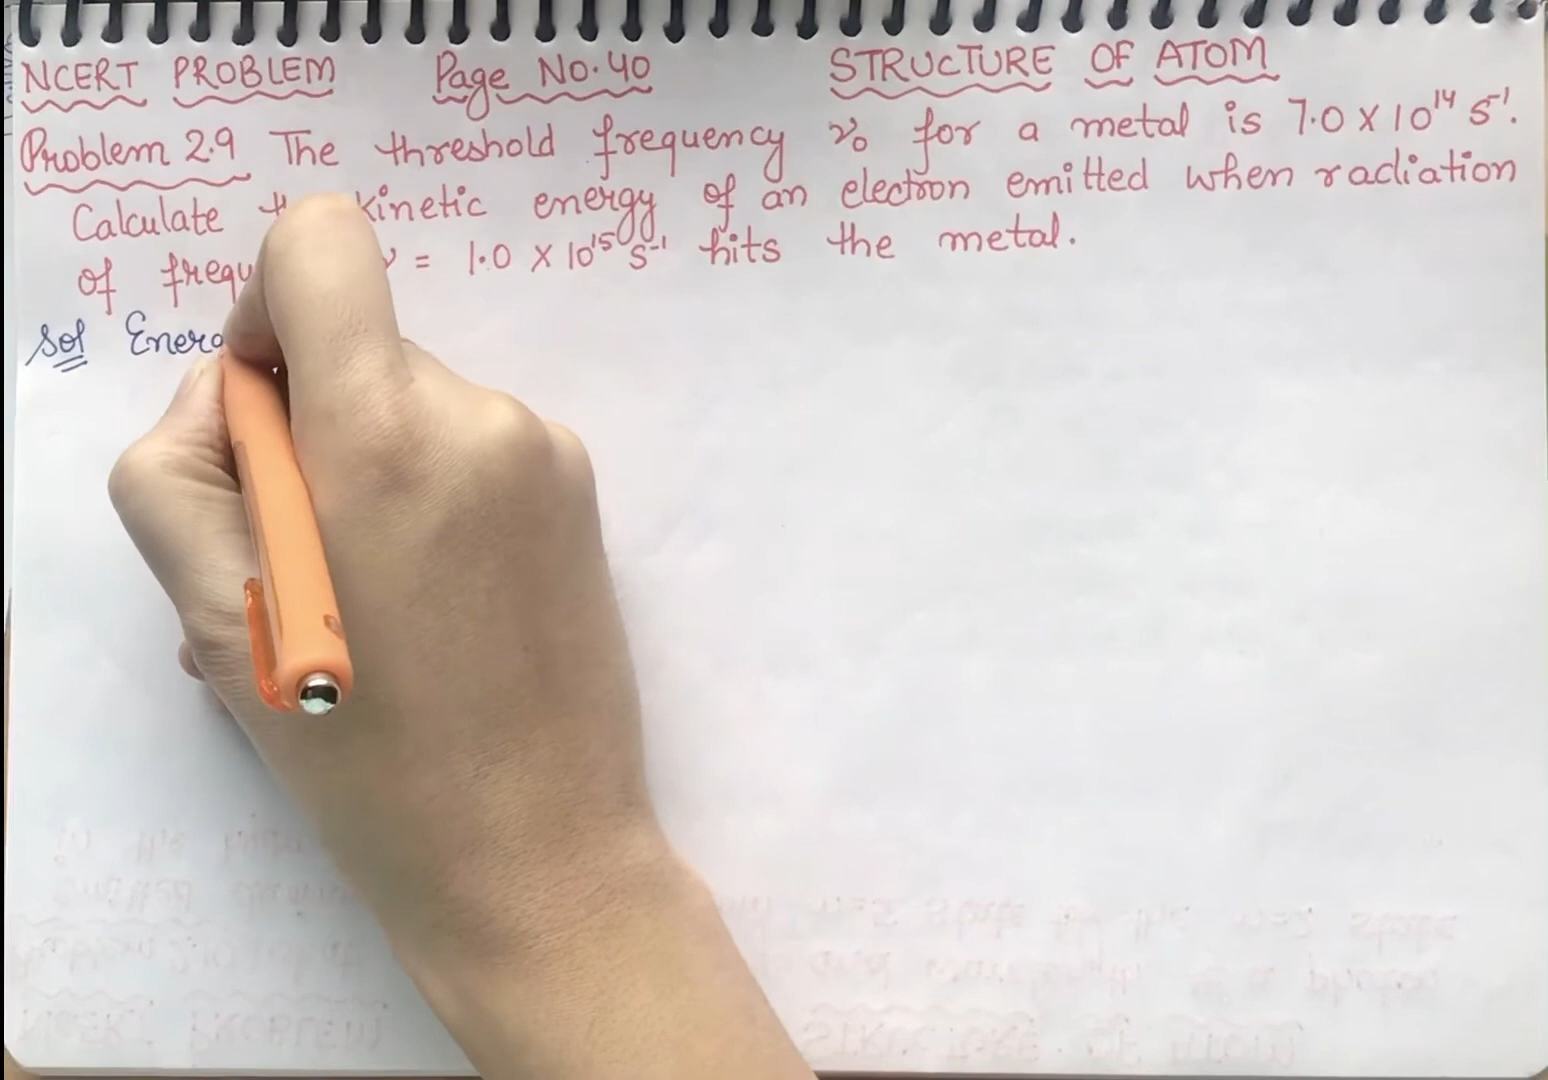 NCERT PROBLEM Page No. 40 STRUCTURE OF ATOM
Problem 2.9 The threshold frequency ν₀ for a metal is 7.0 × 10¹⁴ s⁻¹.
Calculate kinetic energy of an electron emitted when radiation
of frequ ν = 1.0 × 10¹⁵ s⁻¹ hits the metal.
Sol Energ